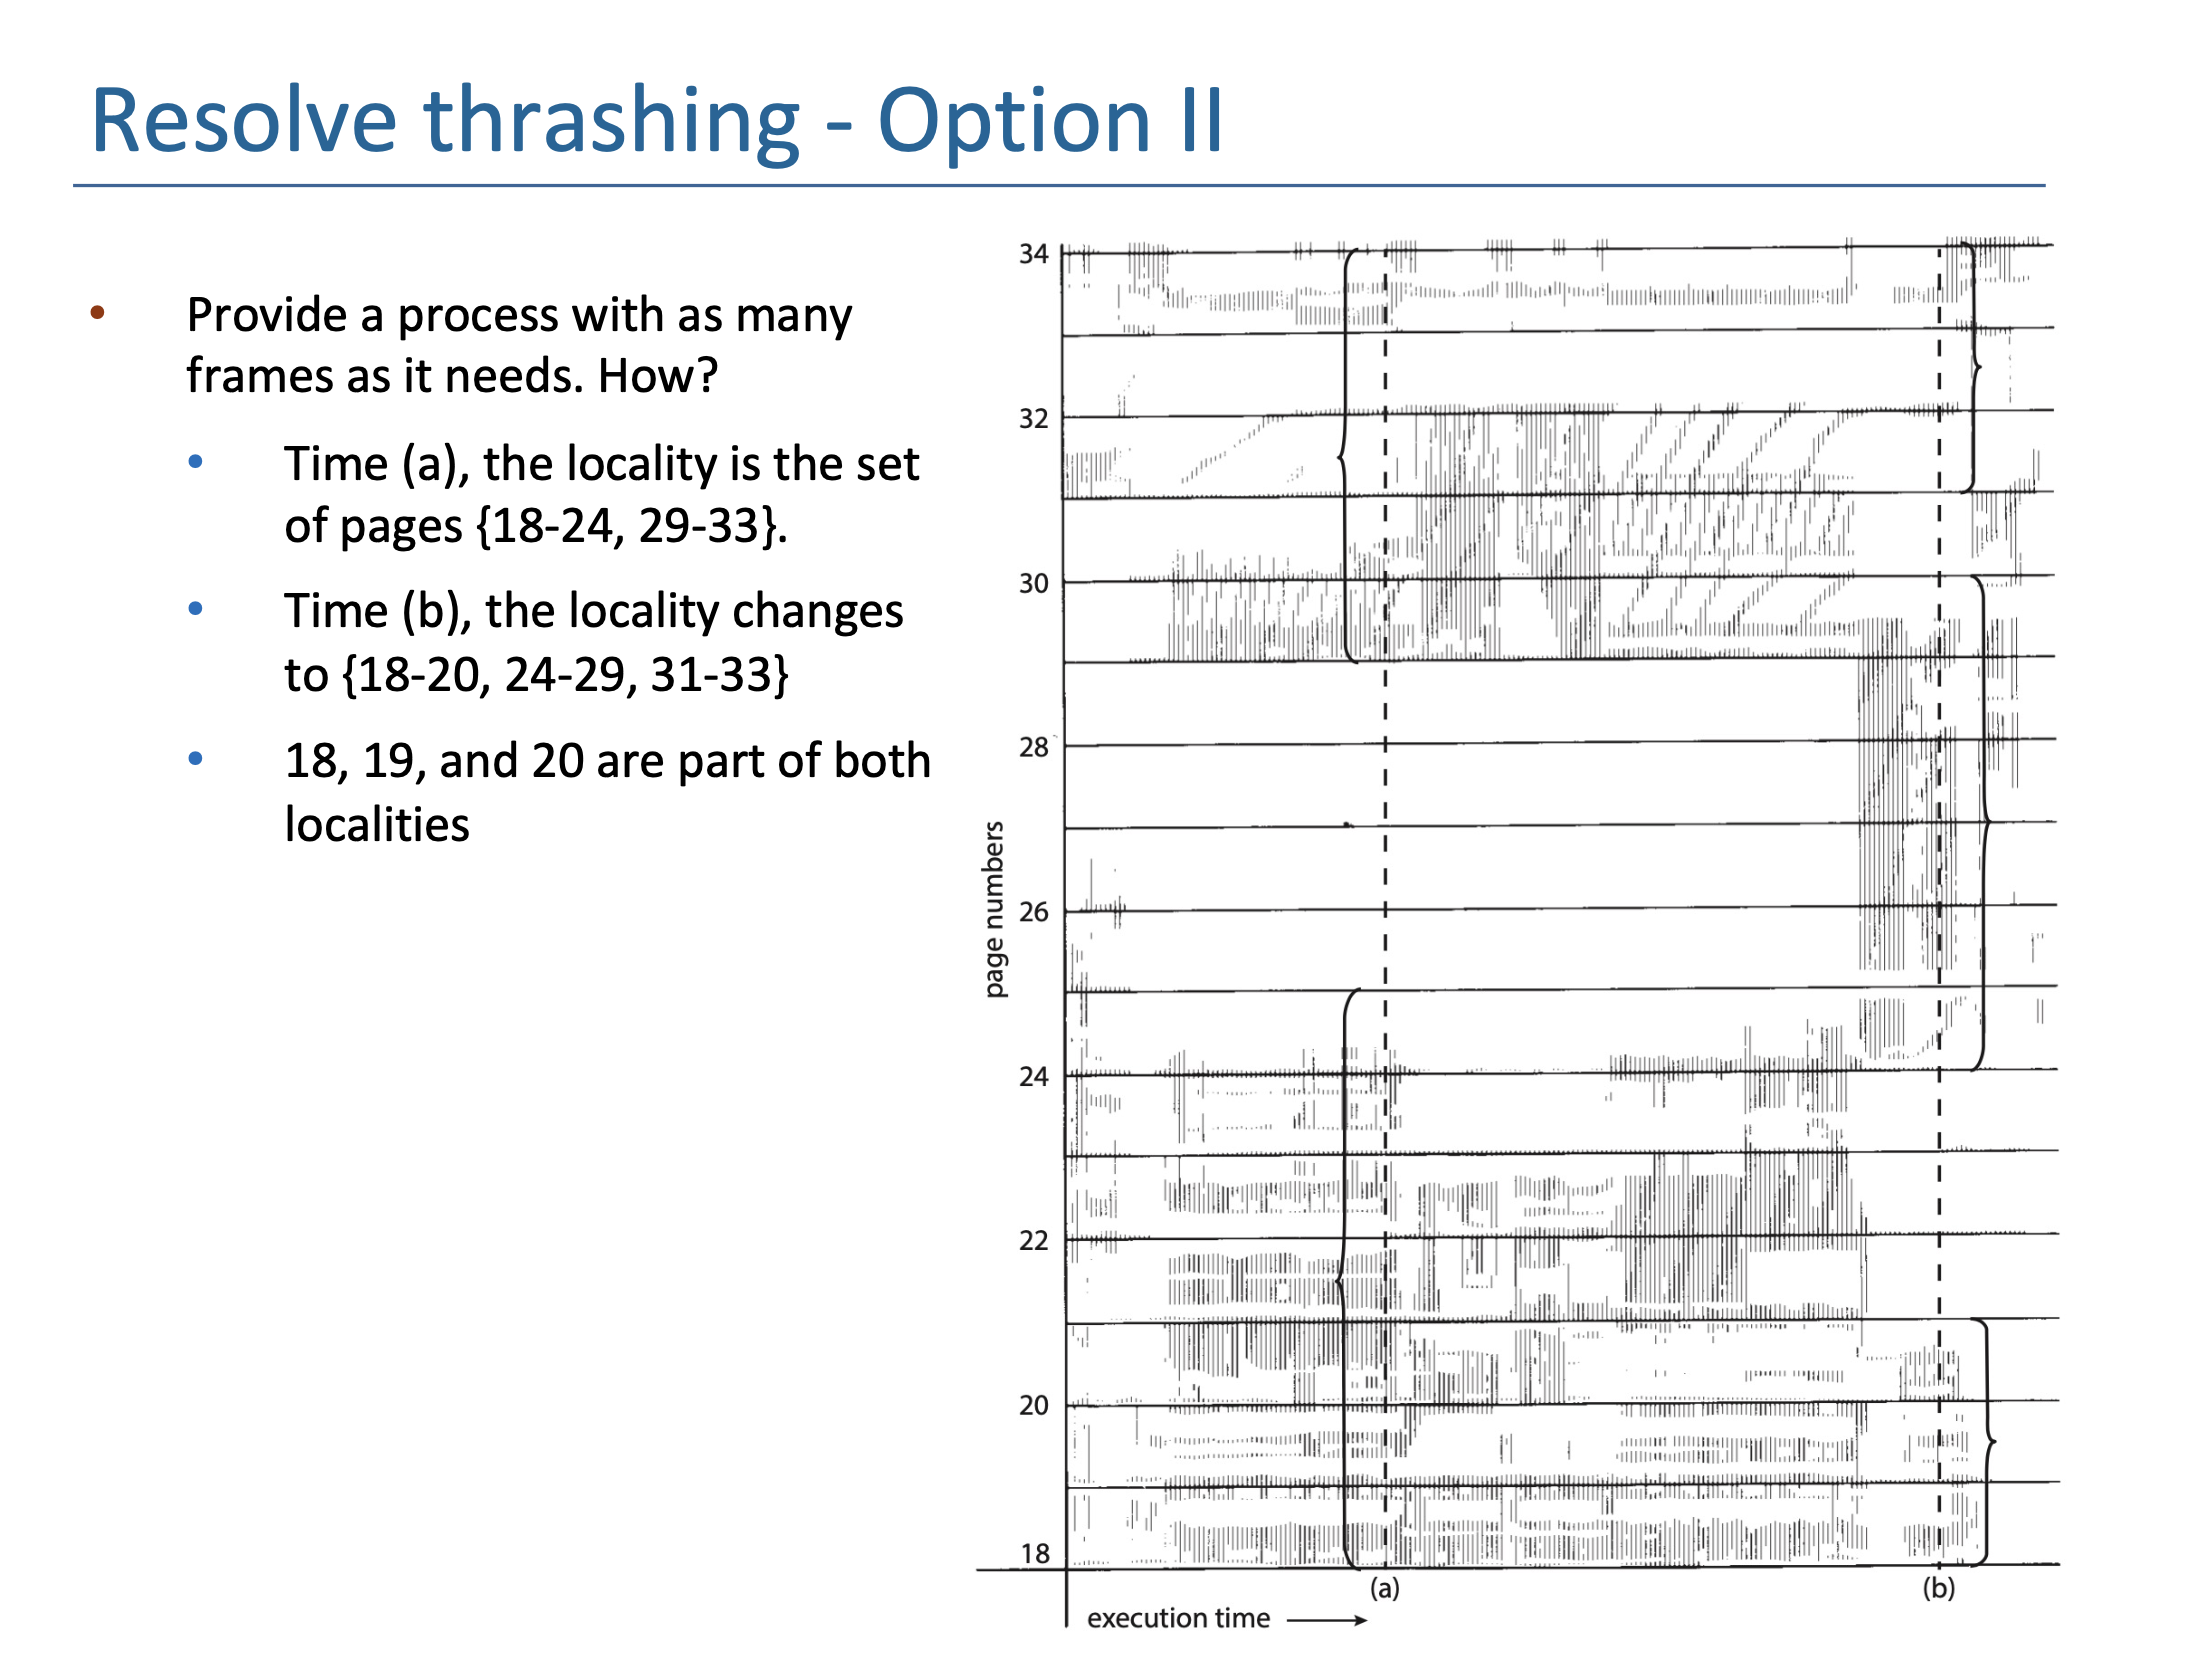 Resolve thrashing - Option II
• Provide a process with as many
frames as it needs. How?
• Time (a), the locality is the set
of pages {18-24, 29-33}.
• Time (b), the locality changes
to {18-20, 24-29, 31-33}
• 18, 19, and 20 are part of both
localities
34
32
30
28
26
24
22
20
18
page numbers
(a)
(b)
execution time